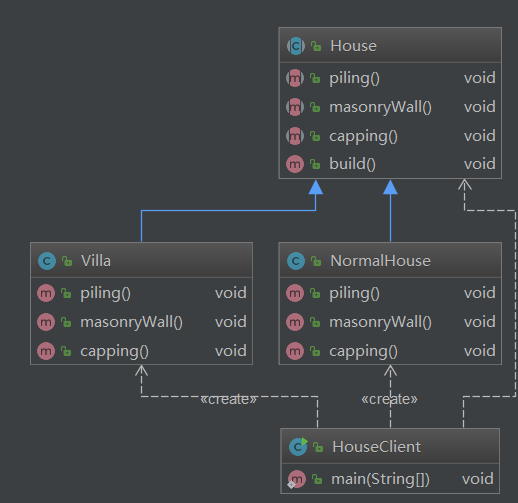 House
piling() void
masonryWall() void
capping() void
build() void
Villa
piling() void
masonryWall() void
capping() void
NormalHouse
piling() void
masonryWall() void
capping() void
«create»
«create»
HouseClient
main(String[]) void